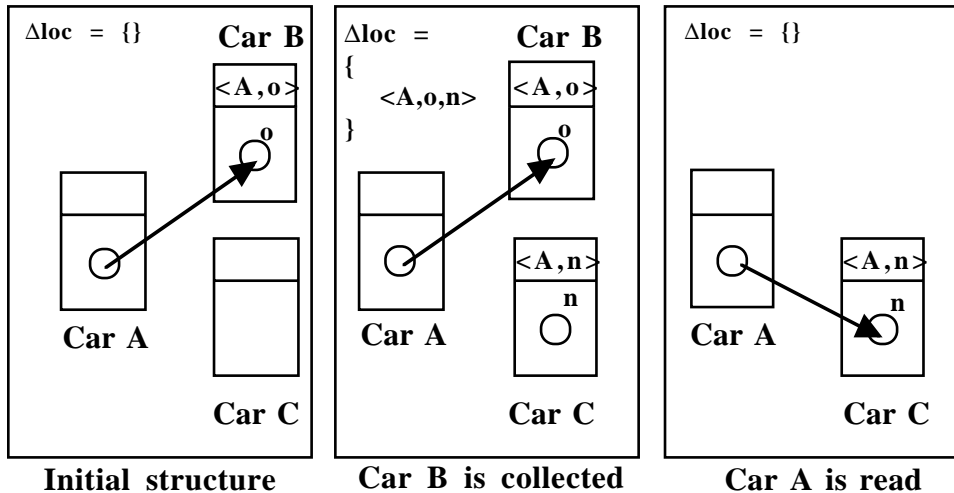 Δloc = {}
Car B
<A,o>
o
Car A
Car C
Initial structure
Δloc =
{
<A,o,n>
}
Car B
<A,o>
o
<A,n>
n
Car A
Car C
Car B is collected
Δloc = {}
<A,n>
n
Car A
Car C
Car A is read